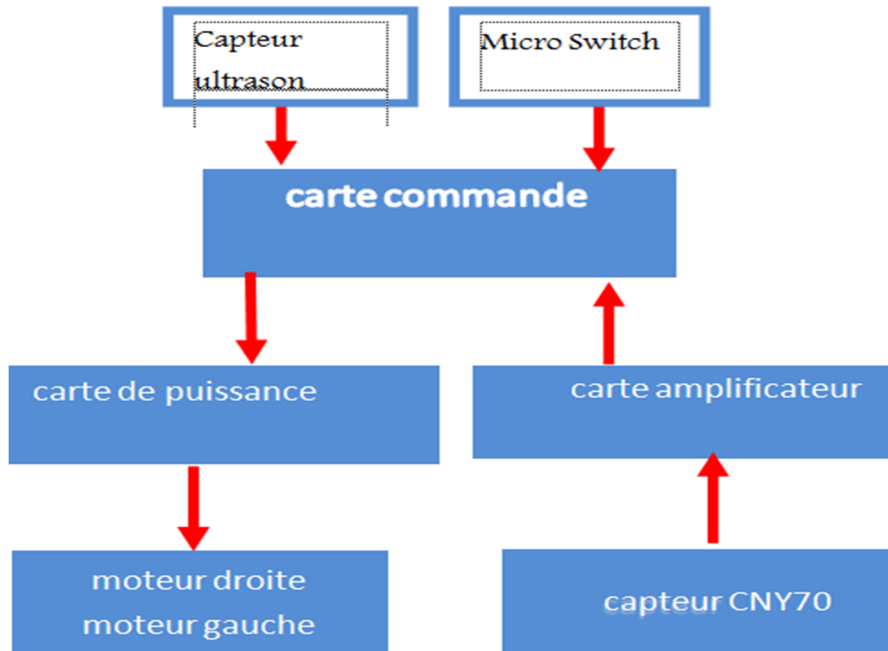 Capteur
ultrason
Micro Switch
carte commande
carte de puissance
carte amplificateur
moteur droite
moteur gauche
capteur CNY70